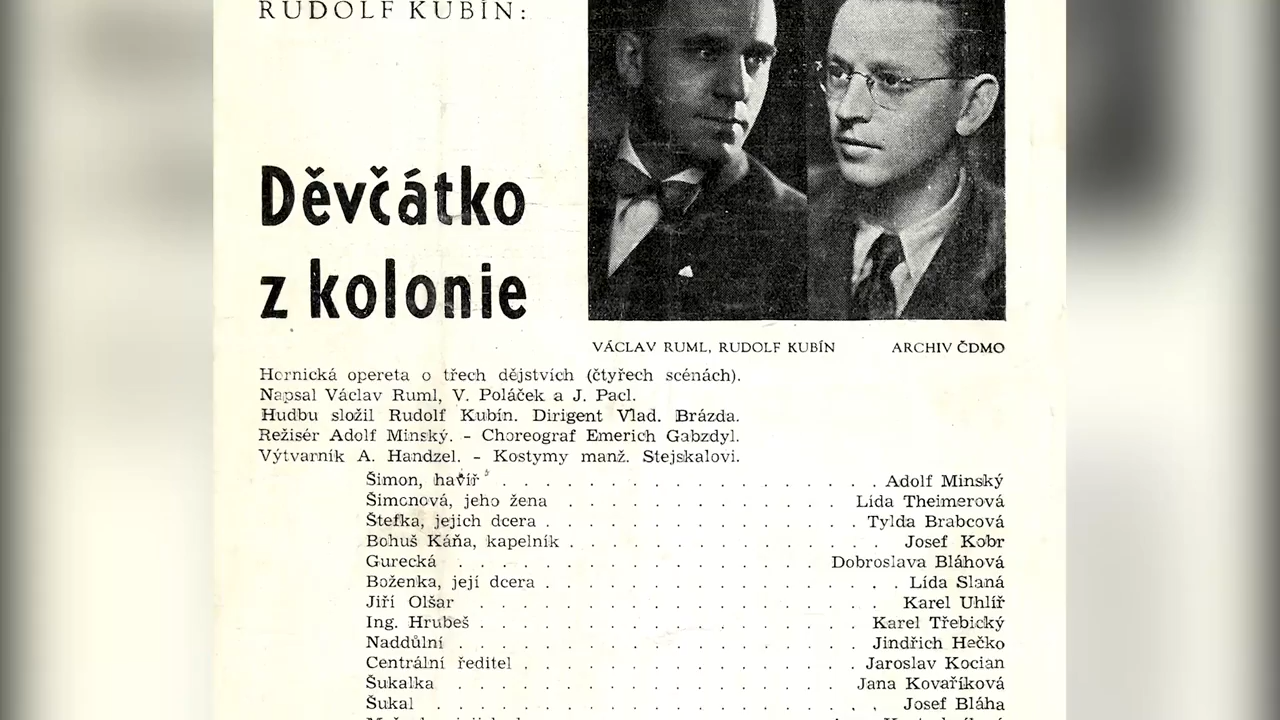 RUDOLF KUBÍN:
Děvčátko
z kolonie
VÁCLAV RUML, RUDOLF KUBÍN ARCHIV ČDMO
Hornická opereta o třech dějstvích (čtyřech scénách).
Napsal Václav Ruml, V. Poláček a J. Pacl.
Hudbu složil Rudolf Kubín. Dirigent Vlad. Brázda.
Režisér Adolf Minský. - Choreograf Emerich Gabzdyl.
Výtvarník A. Handzel. - Kostymy manž. Stejskalovi.
Šimon, havíř . . . . . . . . . . . . . . . . Adolf Minský
Šimonová, jeho žena . . . . . . . . . . . . . Lída Theimerová
Štefka, jejich dcera . . . . . . . . . . . . . . Tylda Brabcová
Bohuš Káňa, kapelník . . . . . . . . . . . . . . Josef Kobr
Gurecká . . . . . . . . . . . . . . . . Dobroslava Bláhová
Boženka, její dcera . . . . . . . . . . . . . . . . Lída Slaná
Jiří Olšar . . . . . . . . . . . . . . . . . . Karel Uhlíř
Ing. Hrubeš . . . . . . . . . . . . . . . . . Karel Třebický
Naddůlní . . . . . . . . . . . . . . . . . . Jindřich Hečko
Centrální ředitel . . . . . . . . . . . . . . . Jaroslav Kocian
Šukalka . . . . . . . . . . . . . . . . . Jana Kovaříková
Šukal . . . . . . . . . . . . . . . . . . . Josef Bláha